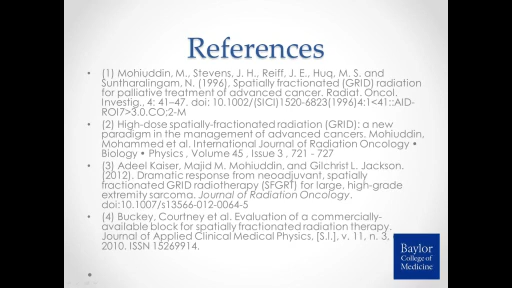 References
• (1) Mohiuddin, M., Stevens, J. H., Reiff, J. E., Huq, M. S. and
Suntharalingam, N. (1996), Spatially fractionated (GRID) radiation
for palliative treatment of advanced cancer. Radiat. Oncol.
Investig., 4: 41–47. doi: 10.1002/(SICI)1520-6823(1996)4:1<41::AID-
ROI7>3.0.CO;2-M
• (2) High-dose spatially-fractionated radiation (GRID): a new
paradigm in the management of advanced cancers. Mohiuddin,
Mohammed et al. International Journal of Radiation Oncology •
Biology • Physics , Volume 45 , Issue 3 , 721 - 727
• (3) Adeel Kaiser, Majid M. Mohiuddin, and Gilchrist L. Jackson.
(2012). Dramatic response from neoadjuvant, spatially
fractionated GRID radiotherapy (SFGRT) for large, high-grade
extremity sarcoma. Journal of Radiation Oncology.
doi:10.1007/s13566-012-0064-5
• (4) Buckey, Courtney et al. Evaluation of a commercially-
available block for spatially fractionated radiation therapy.
Journal of Applied Clinical Medical Physics, [S.l.], v. 11, n. 3,
2010. ISSN 15269914.
Baylor
College of
Medicine